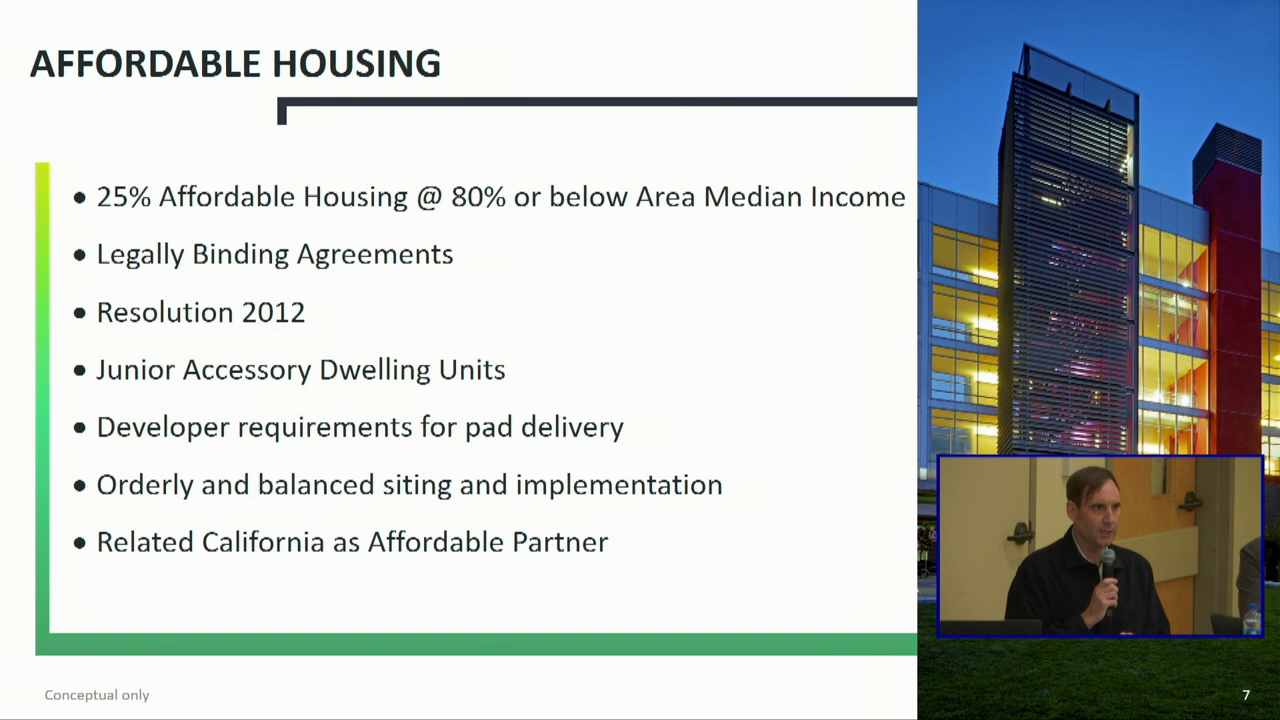 AFFORDABLE HOUSING
• 25% Affordable Housing @ 80% or below Area Median Income
• Legally Binding Agreements
• Resolution 2012
• Junior Accessory Dwelling Units
• Developer requirements for pad delivery
• Orderly and balanced siting and implementation
• Related California as Affordable Partner
Conceptual only
7